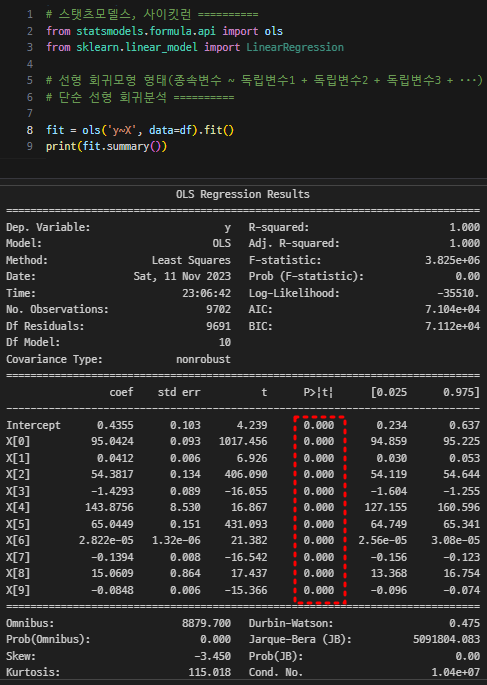 1 # 스탯츠모델스, 사이킷런 ==========
2 from statsmodels.formula.api import ols
3 from sklearn.linear_model import LinearRegression
4
5 # 선형 회귀모형 형태(종속변수 ~ 독립변수1 + 독립변수2 + 독립변수3 + ···)
6 # 단순 선형 회귀분석 ==========
7
8 fit = ols('y~X', data=df).fit()
9 print(fit.summary())
OLS Regression Results
==============================================================================
Dep. Variable: y R-squared: 1.000
Model: OLS Adj. R-squared: 1.000
Method: Least Squares F-statistic: 3.825e+06
Date: Sat, 11 Nov 2023 Prob (F-statistic): 0.00
Time: 23:06:42 Log-Likelihood: -35510.
No. Observations: 9702 AIC: 7.104e+04
Df Residuals: 9691 BIC: 7.112e+04
Df Model: 10
Covariance Type: nonrobust
==============================================================================
coef std err t P>|t| [0.025 0.975]
------------------------------------------------------------------------------
Intercept 0.4355 0.103 4.239 0.000 0.234 0.637
X[0] 95.0424 0.093 1017.456 0.000 94.859 95.225
X[1] 0.0412 0.006 6.926 0.000 0.030 0.053
X[2] 54.3817 0.134 406.090 0.000 54.119 54.644
X[3] -1.4293 0.089 -16.055 0.000 -1.604 -1.255
X[4] 143.8756 8.530 16.867 0.000 127.155 160.596
X[5] 65.0449 0.151 431.093 0.000 64.749 65.341
X[6] 2.822e-05 1.32e-06 21.382 0.000 2.56e-05 3.08e-05
X[7] -0.1394 0.008 -16.542 0.000 -0.156 -0.123
X[8] 15.0609 0.864 17.437 0.000 13.368 16.754
X[9] -0.0848 0.006 -15.366 0.000 -0.096 -0.074
==============================================================================
Omnibus: 8879.700 Durbin-Watson: 0.475
Prob(Omnibus): 0.000 Jarque-Bera (JB): 5091804.083
Skew: -3.450 Prob(JB): 0.00
Kurtosis: 115.018 Cond. No. 1.04e+07